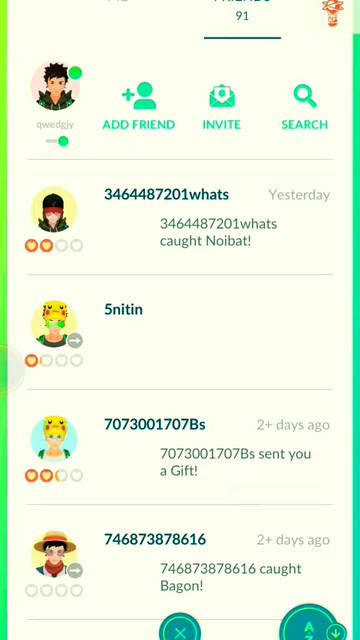 91
qwedgjy
ADD FRIEND
INVITE
SEARCH
3464487201whats
Yesterday
3464487201whats
caught Noibat!
5nitin
7073001707Bs
2+ days ago
7073001707Bs sent you
a Gift!
746873878616
2+ days ago
746873878616 caught
Bagon!
A
Z